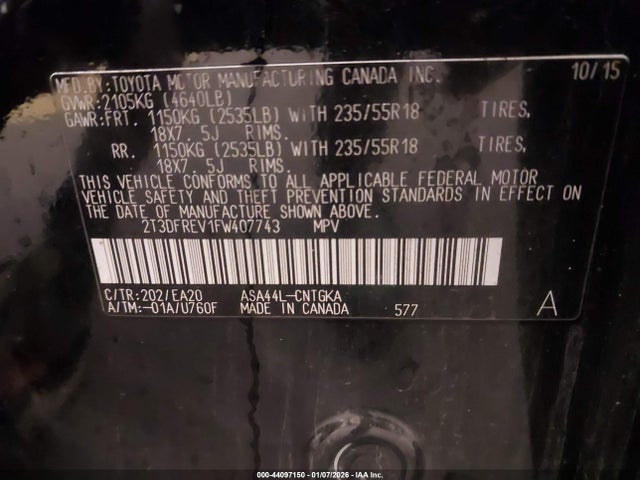 MFD.BY:TOYOTA MOTOR MANUFACTURING CANADA INC. 10/15
GVWR:2105KG (4640LB)
GAWR:FRT. 1150KG (2535LB) WITH 235/55R18 TIRES,
18X7. 5J RIMS.
RR. 1150KG (2535LB) WITH 235/55R18 TIRES,
18X7. 5J RIMS.
THIS VEHICLE CONFORMS TO ALL APPLICABLE FEDERAL MOTOR
VEHICLE SAFETY AND THEFT PREVENTION STANDARDS IN EFFECT ON
THE DATE OF MANUFACTURE SHOWN ABOVE.
2T3DFREV1FW407743 MPV
C/TR:202/EA20 ASA44L-CNTGKA
A/TM:-01A/U760F MADE IN CANADA 577 A
000-44097150 - 01/07/2026 - IAA Inc.